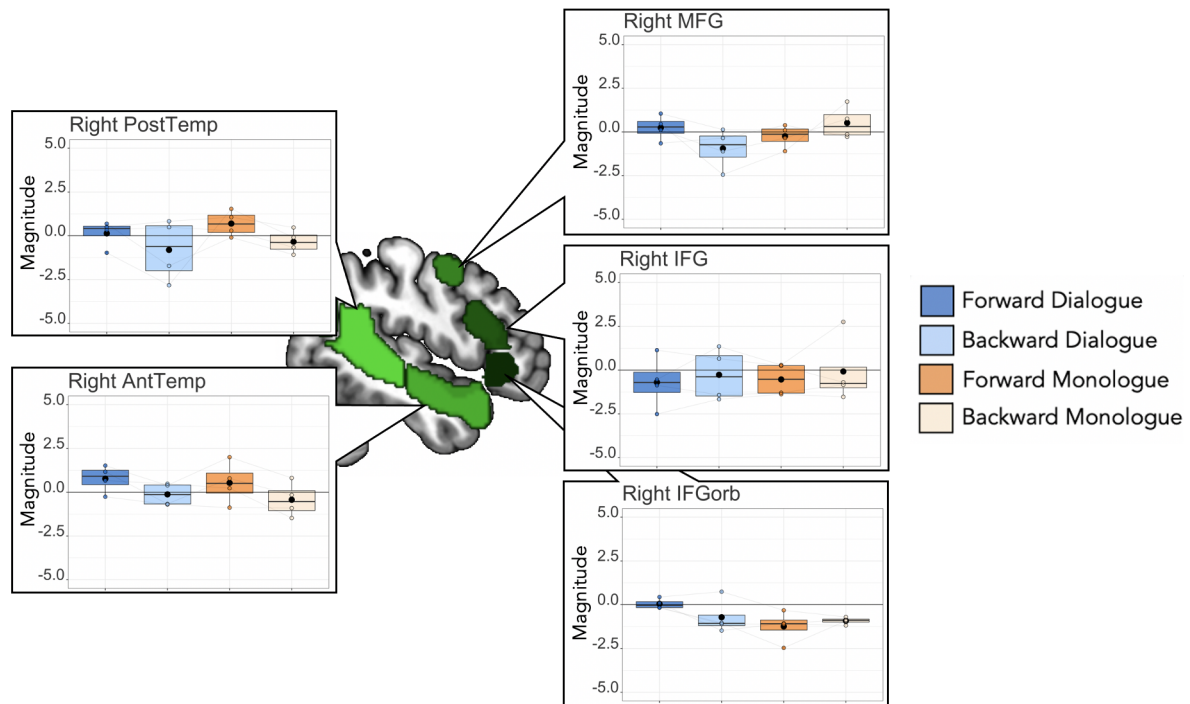 Right PostTemp
Magnitude
5.0
2.5
0.0
-2.5
-5.0
Right AntTemp
Magnitude
5.0
2.5
0.0
-2.5
-5.0
Right MFG
Magnitude
5.0
2.5
0.0
-2.5
-5.0
Right IFG
Magnitude
5.0
2.5
0.0
-2.5
-5.0
Right IFGorb
Magnitude
5.0
2.5
0.0
-2.5
-5.0
Forward Dialogue
Backward Dialogue
Forward Monologue
Backward Monologue